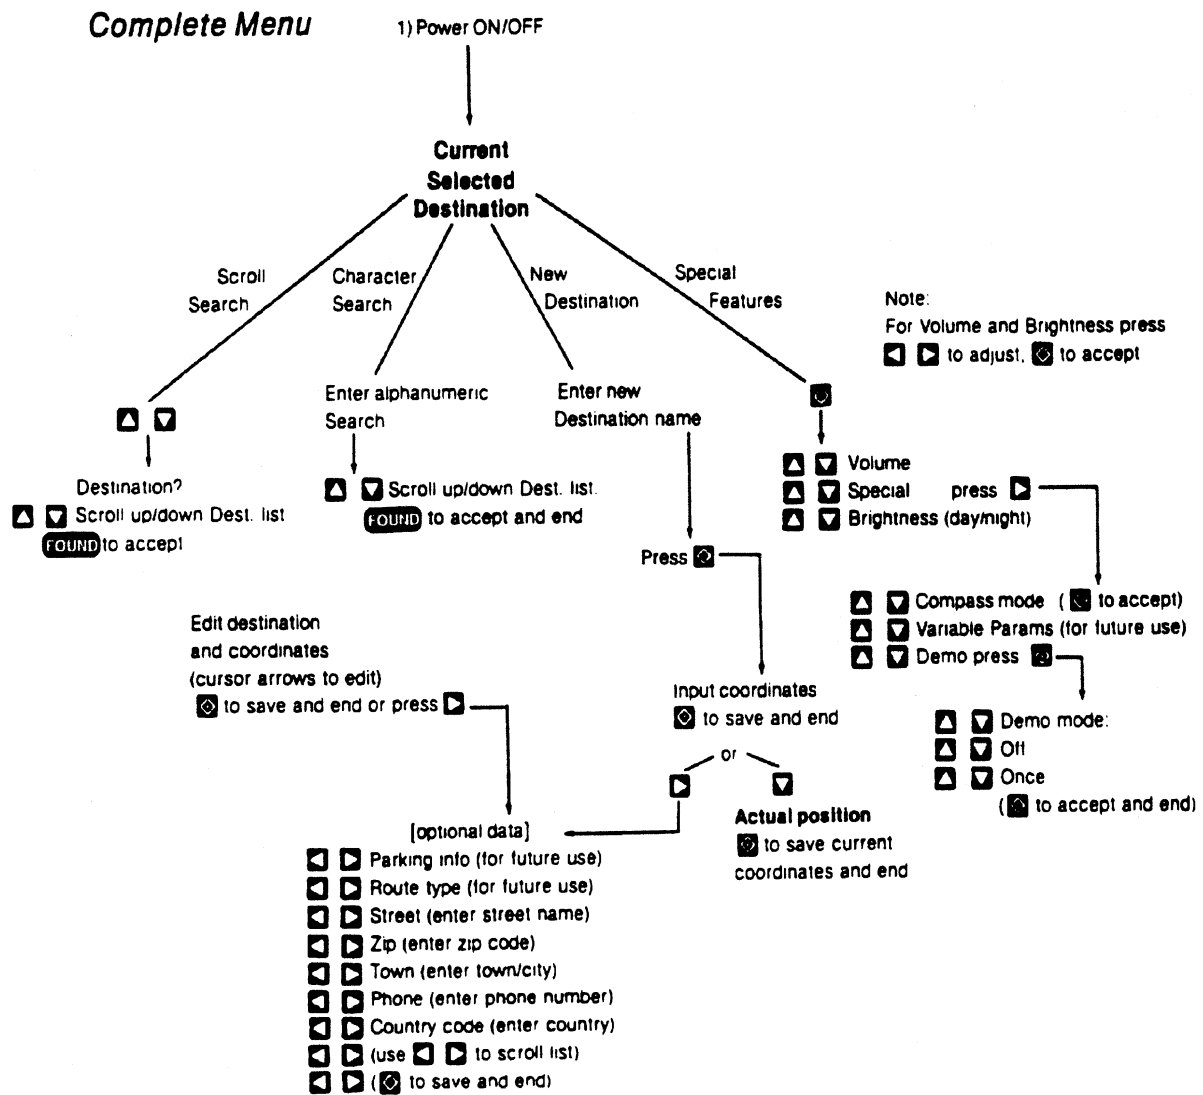 Complete Menu
1) Power ON/OFF
Current
Selected
Destination
Scroll
Search
Character
Search
New
Destination
Special
Features
Note:
For Volume and Brightness press
to adjust, to accept
Enter alphanumeric
Search
Enter new
Destination name
Destination?
Scroll up/down Dest. list
FOUND to accept
Scroll up/down Dest. list.
FOUND to accept and end
Volume
Special press
Brightness (day/night)
Press
Compass mode ( to accept)
Variable Params (for future use)
Demo press
Edit destination
and coordinates
(cursor arrows to edit)
to save and end or press
Input coordinates
to save and end
or
Demo mode:
Off
Once
( to accept and end)
Actual position
to save current
coordinates and end
[optional data]
Parking info (for future use)
Route type (for future use)
Street (enter street name)
Zip (enter zip code)
Town (enter town/city)
Phone (enter phone number)
Country code (enter country)
(use to scroll list)
( to save and end)